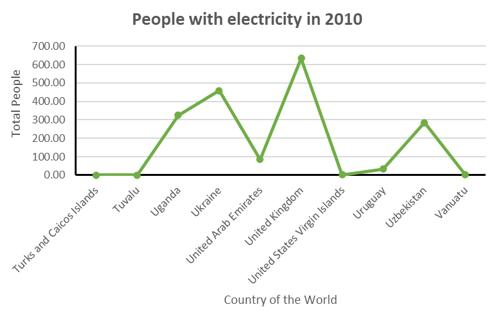 People with electricity in 2010
Total People
700.00
600.00
500.00
400.00
300.00
200.00
100.00
0.00
Turks and Caicos Islands
Tuvalu
Uganda
Ukraine
United Arab Emirates
United Kingdom
United States Virgin Islands
Uruguay
Uzbekistan
Vanuatu
Country of the World